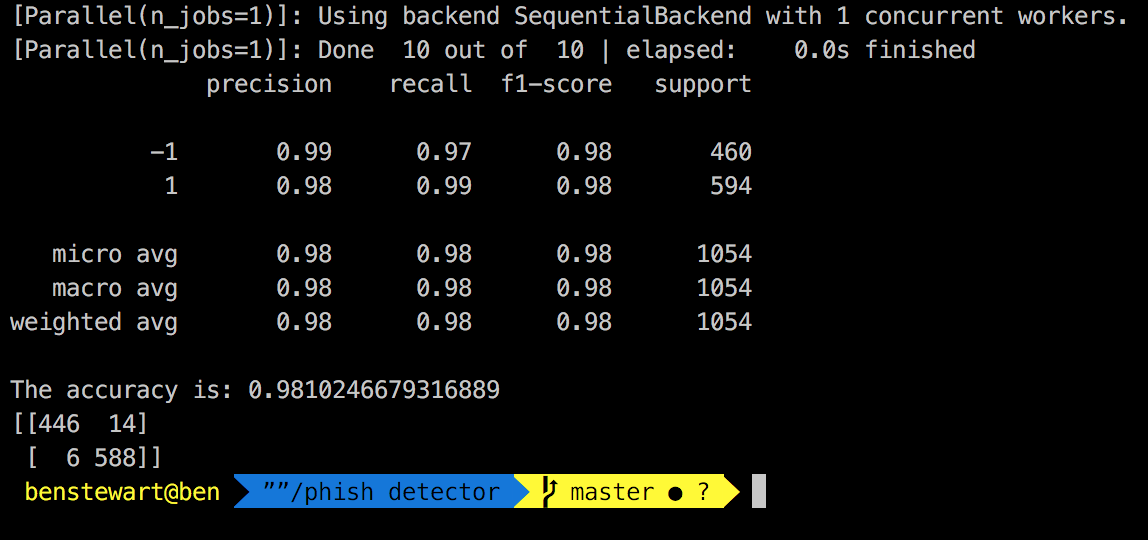 [Parallel(n_jobs=1)]: Using backend SequentialBackend with 1 concurrent workers.
[Parallel(n_jobs=1)]: Done  10 out of  10 | elapsed:    0.0s finished
              precision    recall  f1-score   support

          -1       0.99      0.97      0.98       460
           1       0.98      0.99      0.98       594

   micro avg       0.98      0.98      0.98      1054
   macro avg       0.98      0.98      0.98      1054
weighted avg       0.98      0.98      0.98      1054

The accuracy is: 0.9810246679316889
[[446  14]
 [  6 588]]
benstewart@ben ””/phish detector master ● ?